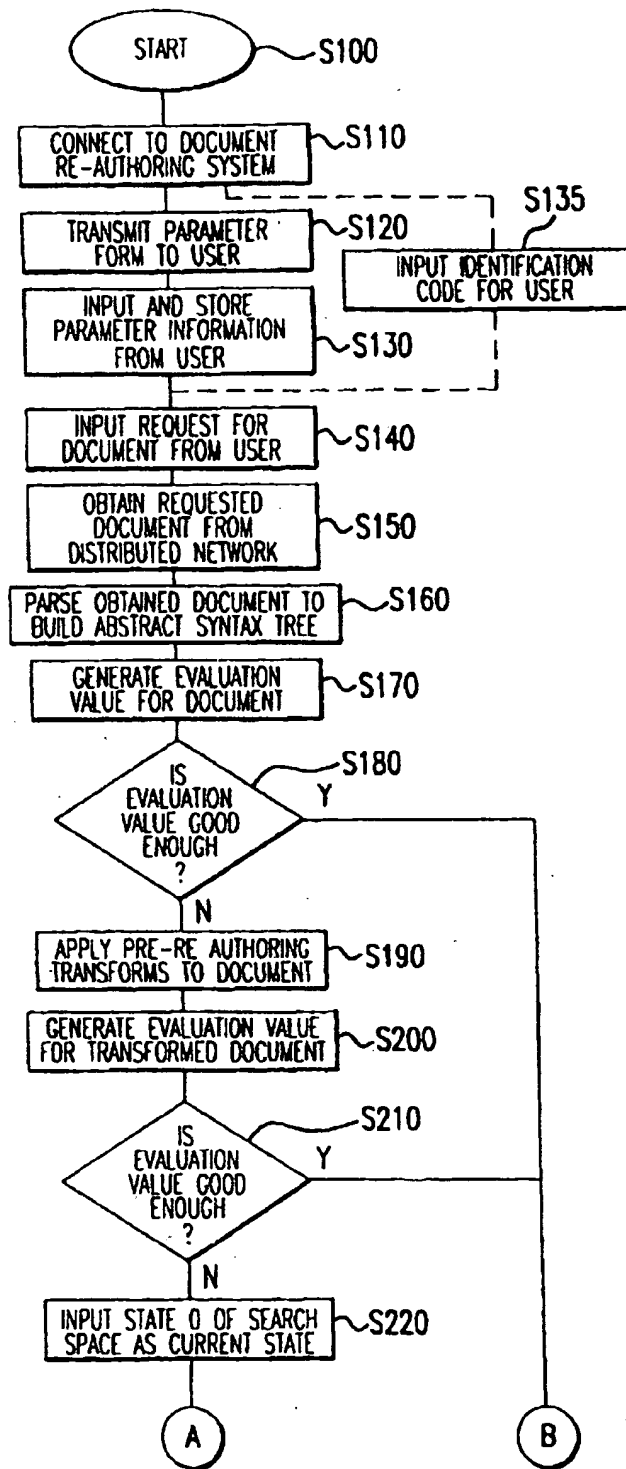 START
S100
CONNECT TO DOCUMENT
RE-AUTHORING SYSTEM
S110
TRANSMIT PARAMETER
FORM TO USER
S120
S135
INPUT IDENTIFICATION
CODE FOR USER
INPUT AND STORE
PARAMETER INFORMATION
FROM USER
S130
INPUT REQUEST FOR
DOCUMENT FROM USER
S140
OBTAIN REQUESTED
DOCUMENT FROM
DISTRIBUTED NETWORK
S150
PARSE OBTAINED DOCUMENT TO
BUILD ABSTRACT SYNTAX TREE
S160
GENERATE EVALUATION
VALUE FOR DOCUMENT
S170
IS
EVALUATION
VALUE GOOD
ENOUGH
?
S180
Y
N
APPLY PRE-RE AUTHORING
TRANSFORMS TO DOCUMENT
S190
GENERATE EVALUATION VALUE
FOR TRANSFORMED DOCUMENT
S200
IS
EVALUATION
VALUE GOOD
ENOUGH
?
S210
Y
N
INPUT STATE 0 OF SEARCH
SPACE AS CURRENT STATE
S220
A
B